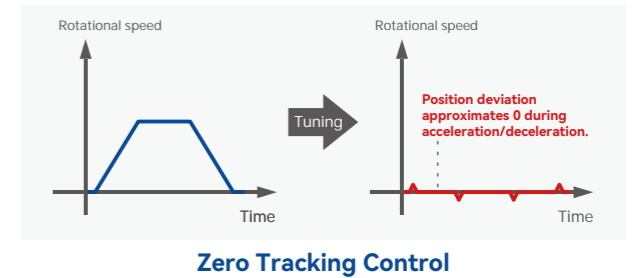 Rotational speed
Rotational speed
Position deviation
approximates 0 during
acceleration/deceleration.
Tuning
Time
Time
Zero Tracking Control